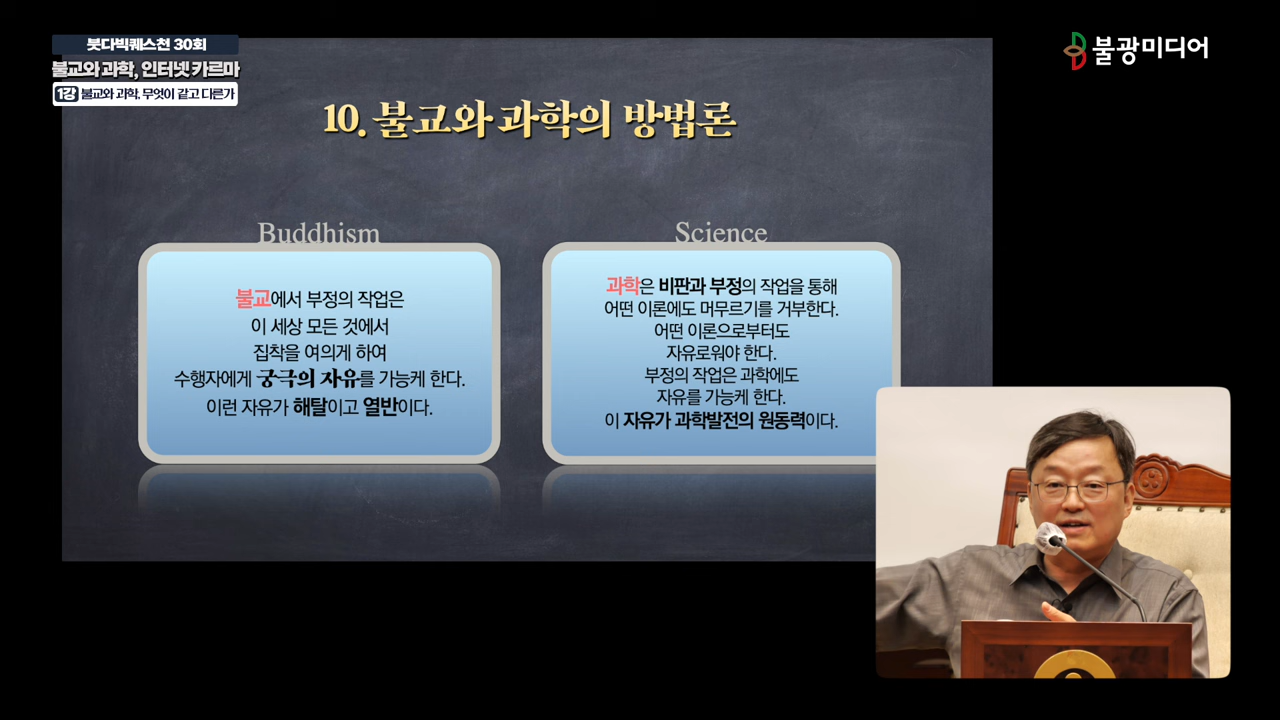 붓다빅퀘스천 30회
불교와 과학, 인터넷 카르마
1강 불교와 과학, 무엇이 같고 다른가
불광미디어
10. 불교와 과학의 방법론
Buddhism
불교에서 부정의 작업은
이 세상 모든 것에서
집착을 여의게 하여
수행자에게 궁극의 자유를 가능케 한다.
이런 자유가 해탈이고 열반이다.
Science
과학은 비판과 부정의 작업을 통해
어떤 이론에도 머무르기를 거부한다.
어떤 이론으로부터도
자유로워야 한다.
부정의 작업은 과학에도
자유를 가능케 한다.
이 자유가 과학발전의 원동력이다.